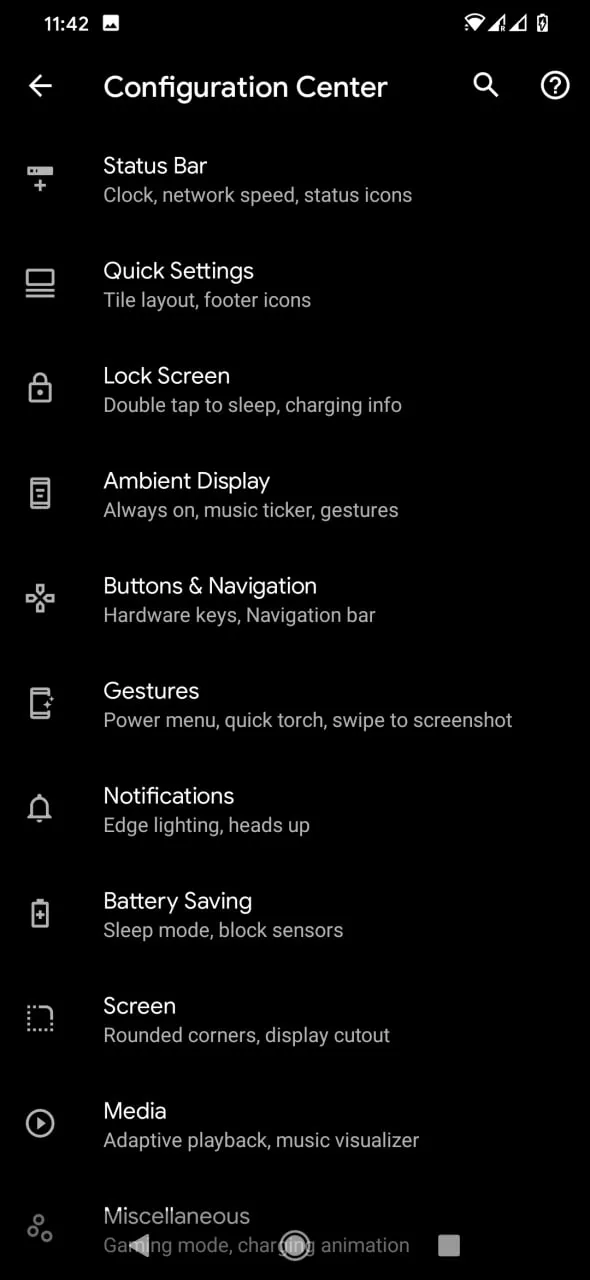 11:42
R
Configuration Center
Status Bar
Clock, network speed, status icons
Quick Settings
Tile layout, footer icons
Lock Screen
Double tap to sleep, charging info
Ambient Display
Always on, music ticker, gestures
Buttons & Navigation
Hardware keys, Navigation bar
Gestures
Power menu, quick torch, swipe to screenshot
Notifications
Edge lighting, heads up
Battery Saving
Sleep mode, block sensors
Screen
Rounded corners, display cutout
Media
Adaptive playback, music visualizer
Miscellaneous
Gaming mode, charging animation